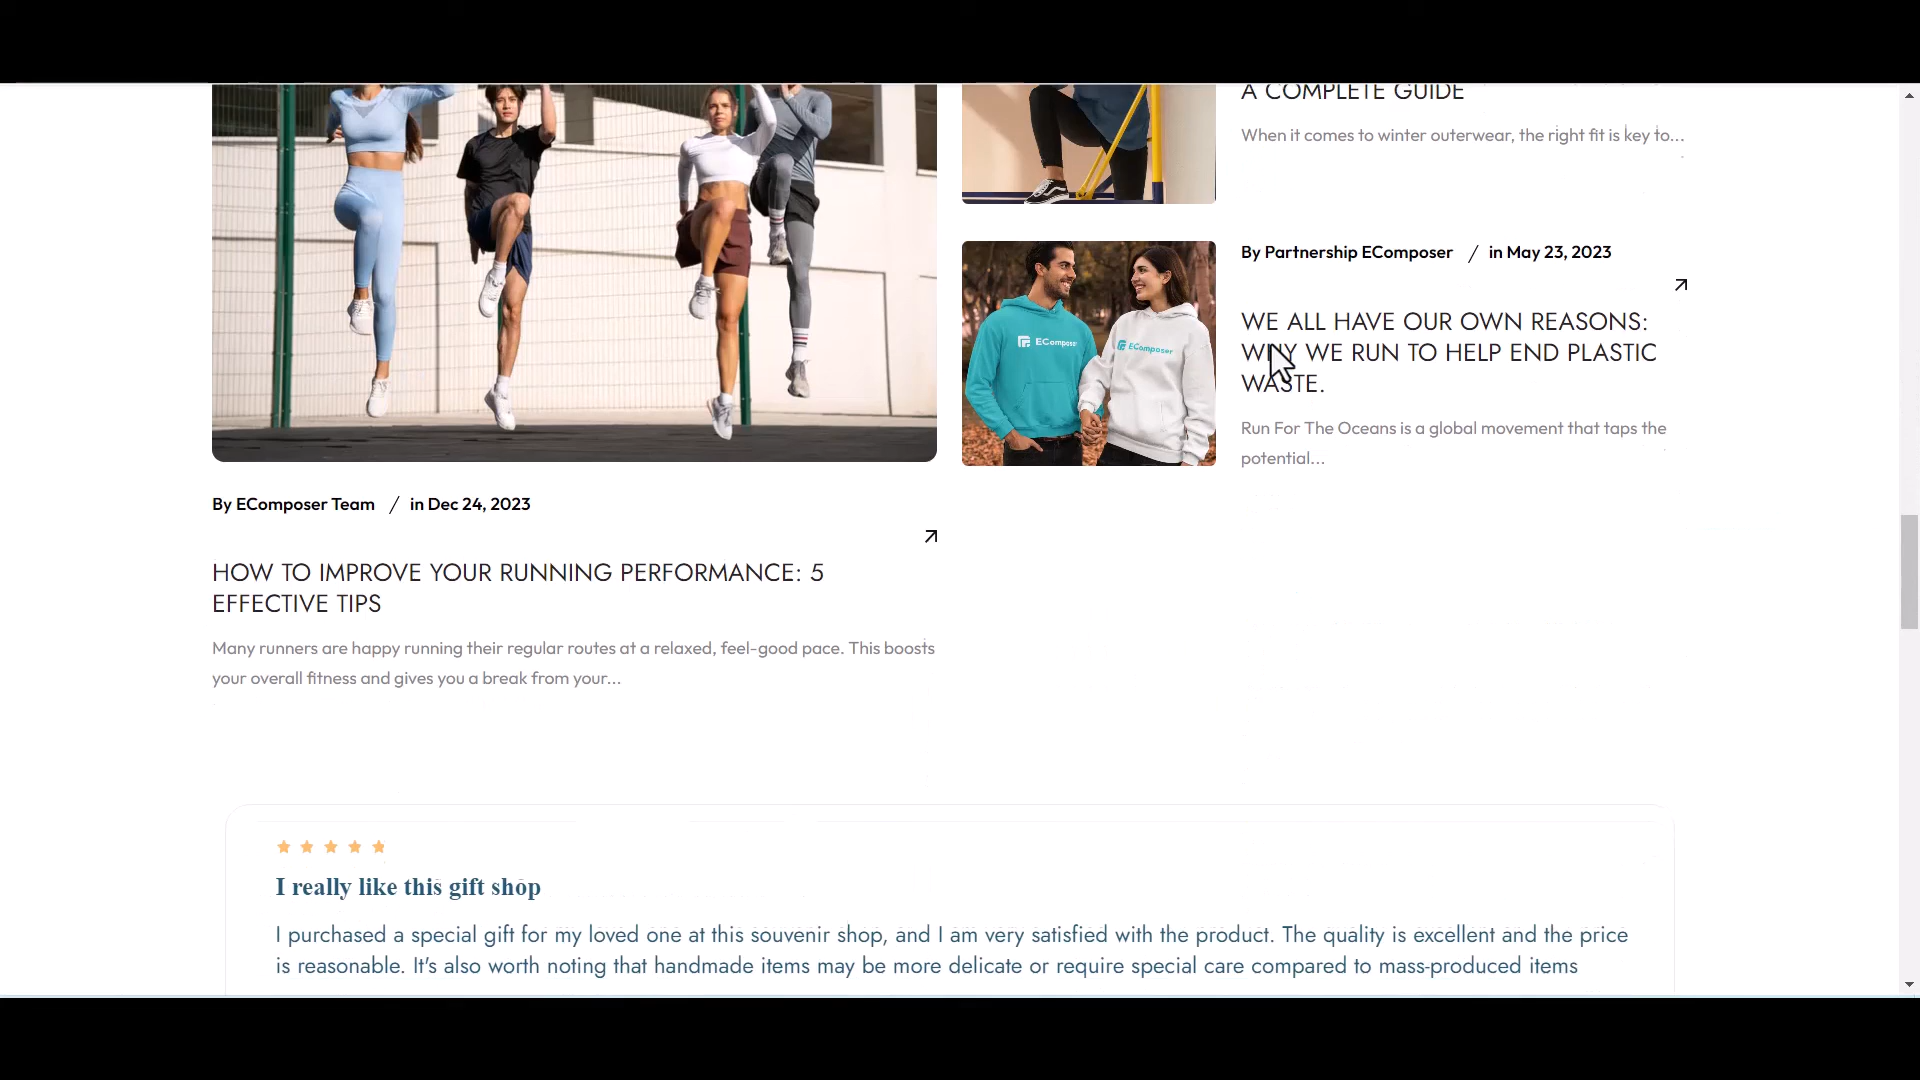 A COMPLETE GUIDE
When it comes to winter outerwear, the right fit is key to...
By Partnership EComposer / in May 23, 2023
WE ALL HAVE OUR OWN REASONS:
WHY WE RUN TO HELP END PLASTIC
WASTE.
Run For The Oceans is a global movement that taps the
potential...
EComposer
EComposer
By EComposer Team / in Dec 24, 2023
HOW TO IMPROVE YOUR RUNNING PERFORMANCE: 5
EFFECTIVE TIPS
Many runners are happy running their regular routes at a relaxed, feel-good pace. This boosts
your overall fitness and gives you a break from your...
I really like this gift shop
I purchased a special gift for my loved one at this souvenir shop, and I am very satisfied with the product. The quality is excellent and the price
is reasonable. It's also worth noting that handmade items may be more delicate or require special care compared to mass-produced items